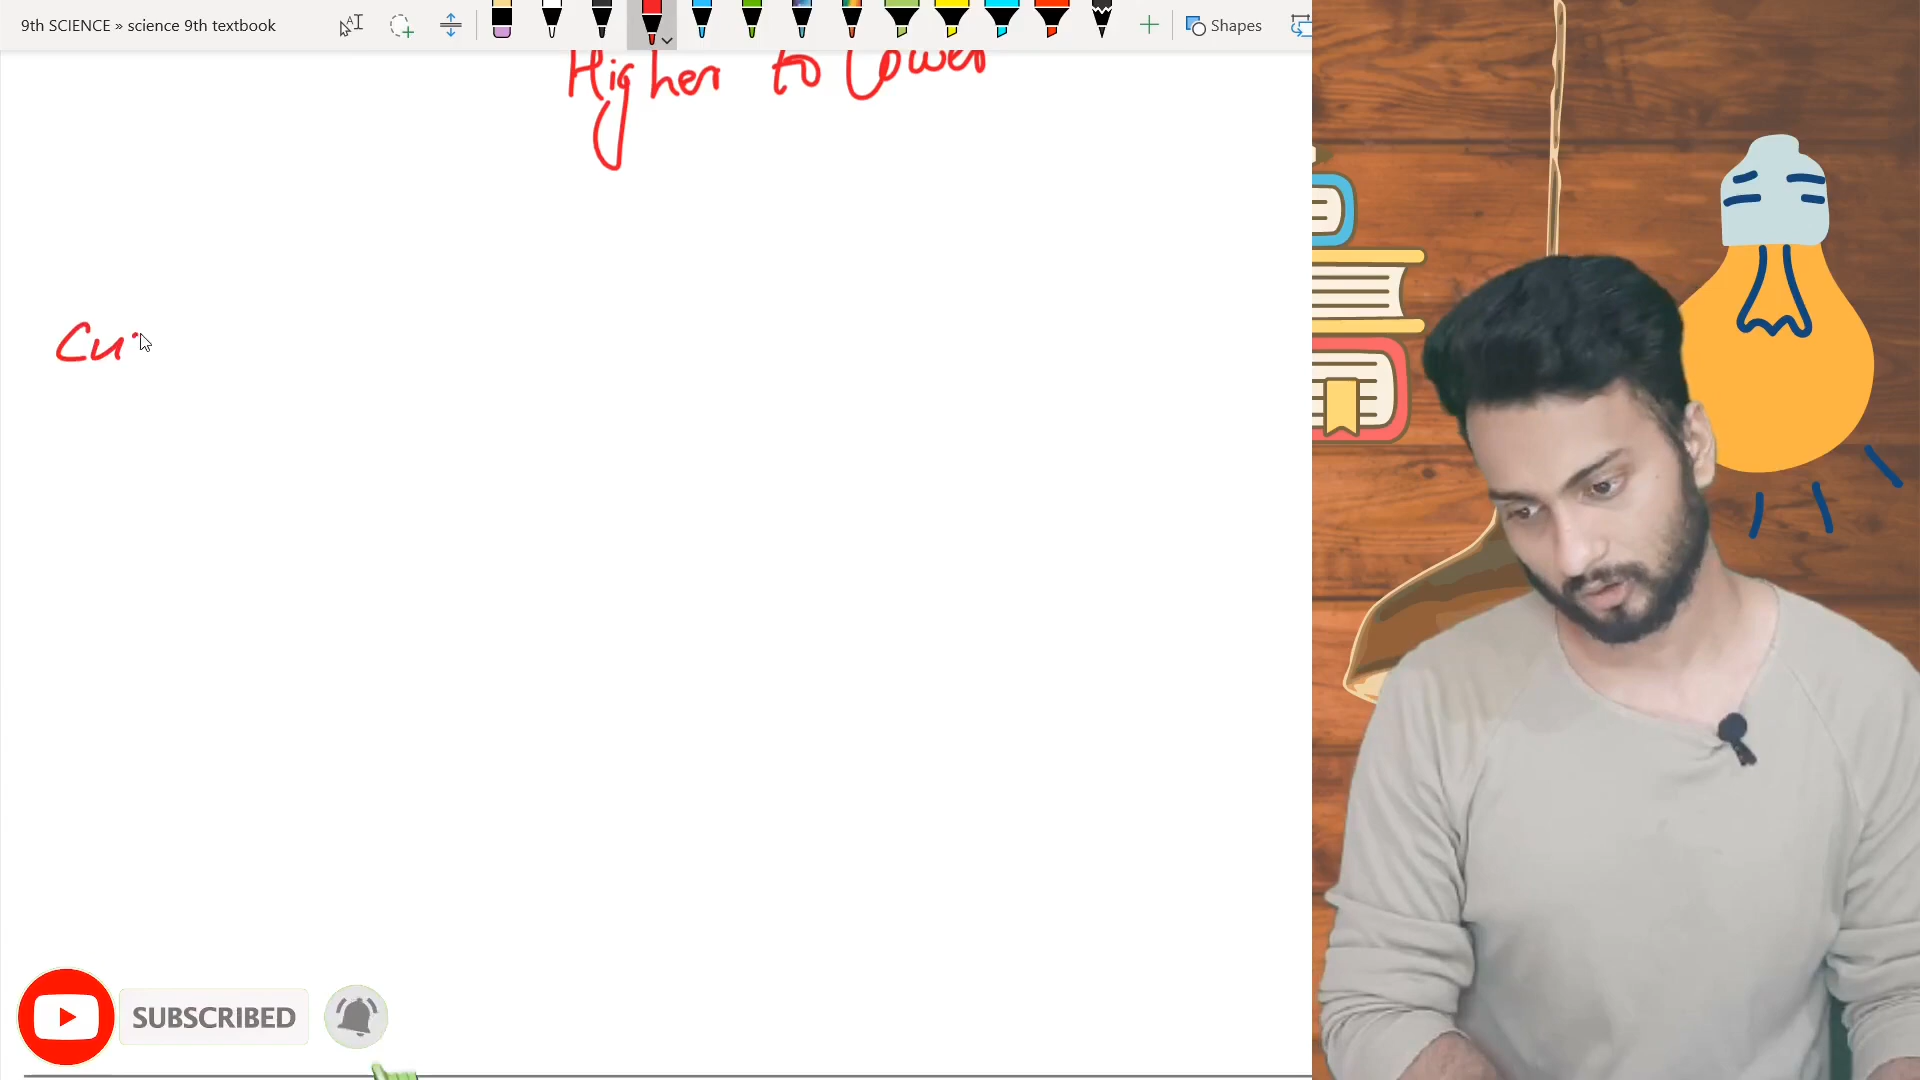 9th SCIENCE » science 9th textbook
Shapes
Higher to Lower
Cu
SUBSCRIBED